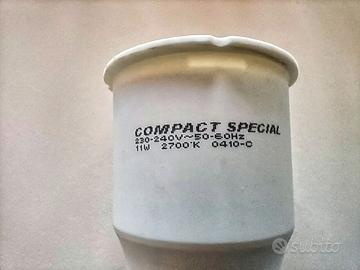 COMPACT SPECIAL
230-240V~50-60Hz
11W 2700°K 0410-C
subito